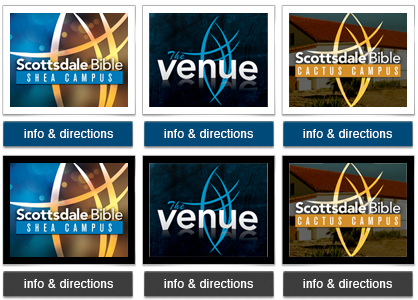 Scottsdale Bible
SHEA CAMPUS
The
venue
Scottsdale Bible
CACTUS CAMPUS
info & directions
info & directions
info & directions
Scottsdale Bible
SHEA CAMPUS
The
venue
Scottsdale Bible
CACTUS CAMPUS
info & directions
info & directions
info & directions